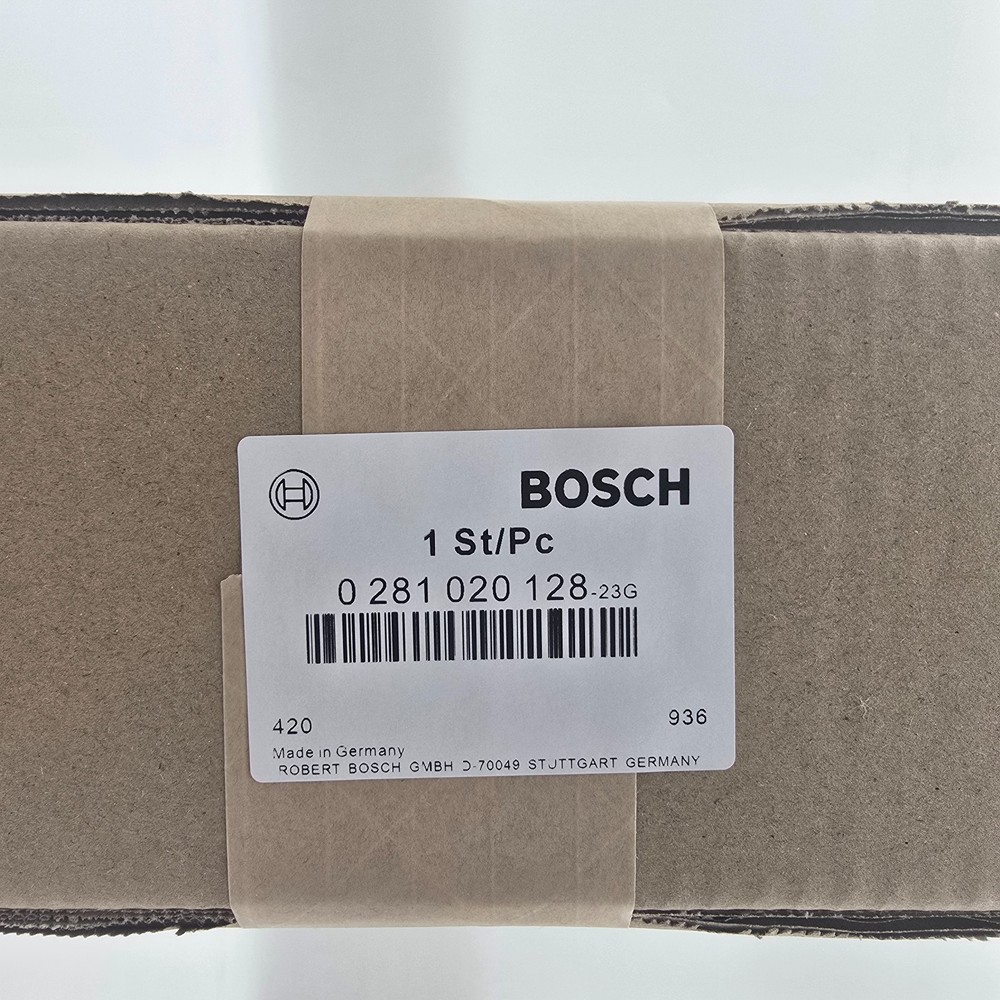 BOSCH
1 St/Pc
0 281 020 128-23G
420
936
Made in Germany
ROBERT BOSCH GMBH D-70049 STUTTGART GERMANY